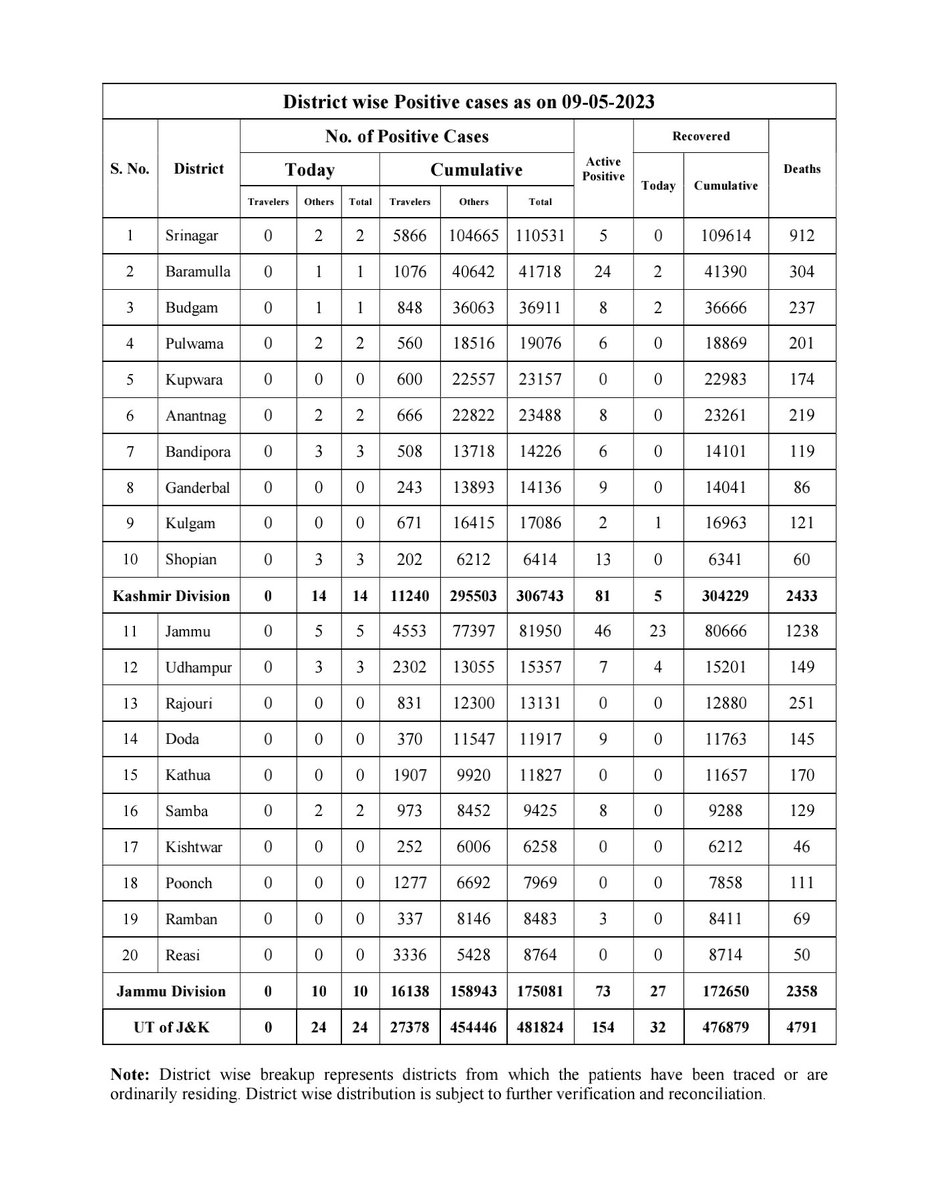 District wise Positive cases as on 09-05-2023
S. No. District No. of Positive Cases Active Positive Recovered Deaths
Today Cumulative Today Cumulative
Travelers Others Total Travelers Others Total
1 Srinagar 0 2 2 5866 104665 110531 5 0 109614 912
2 Baramulla 0 1 1 1076 40642 41718 24 2 41390 304
3 Budgam 0 1 1 848 36063 36911 8 2 36666 237
4 Pulwama 0 2 2 560 18516 19076 6 0 18869 201
5 Kupwara 0 0 0 600 22557 23157 0 0 22983 174
6 Anantnag 0 2 2 666 22822 23488 8 0 23261 219
7 Bandipora 0 3 3 508 13718 14226 6 0 14101 119
8 Ganderbal 0 0 0 243 13893 14136 9 0 14041 86
9 Kulgam 0 0 0 671 16415 17086 2 1 16963 121
10 Shopian 0 3 3 202 6212 6414 13 0 6341 60
Kashmir Division 0 14 14 11240 295503 306743 81 5 304229 2433
11 Jammu 0 5 5 4553 77397 81950 46 23 80666 1238
12 Udhampur 0 3 3 2302 13055 15357 7 4 15201 149
13 Rajouri 0 0 0 831 12300 13131 0 0 12880 251
14 Doda 0 0 0 370 11547 11917 9 0 11763 145
15 Kathua 0 0 0 1907 9920 11827 0 0 11657 170
16 Samba 0 2 2 973 8452 9425 8 0 9288 129
17 Kishtwar 0 0 0 252 6006 6258 0 0 6212 46
18 Poonch 0 0 0 1277 6692 7969 0 0 7858 111
19 Ramban 0 0 0 337 8146 8483 3 0 8411 69
20 Reasi 0 0 0 3336 5428 8764 0 0 8714 50
Jammu Division 0 10 10 16138 158943 175081 73 27 172650 2358
UT of J&K 0 24 24 27378 454446 481824 154 32 476879 4791
Note: District wise breakup represents districts from which the patients have been traced or are
ordinarily residing. District wise distribution is subject to further verification and reconciliation.